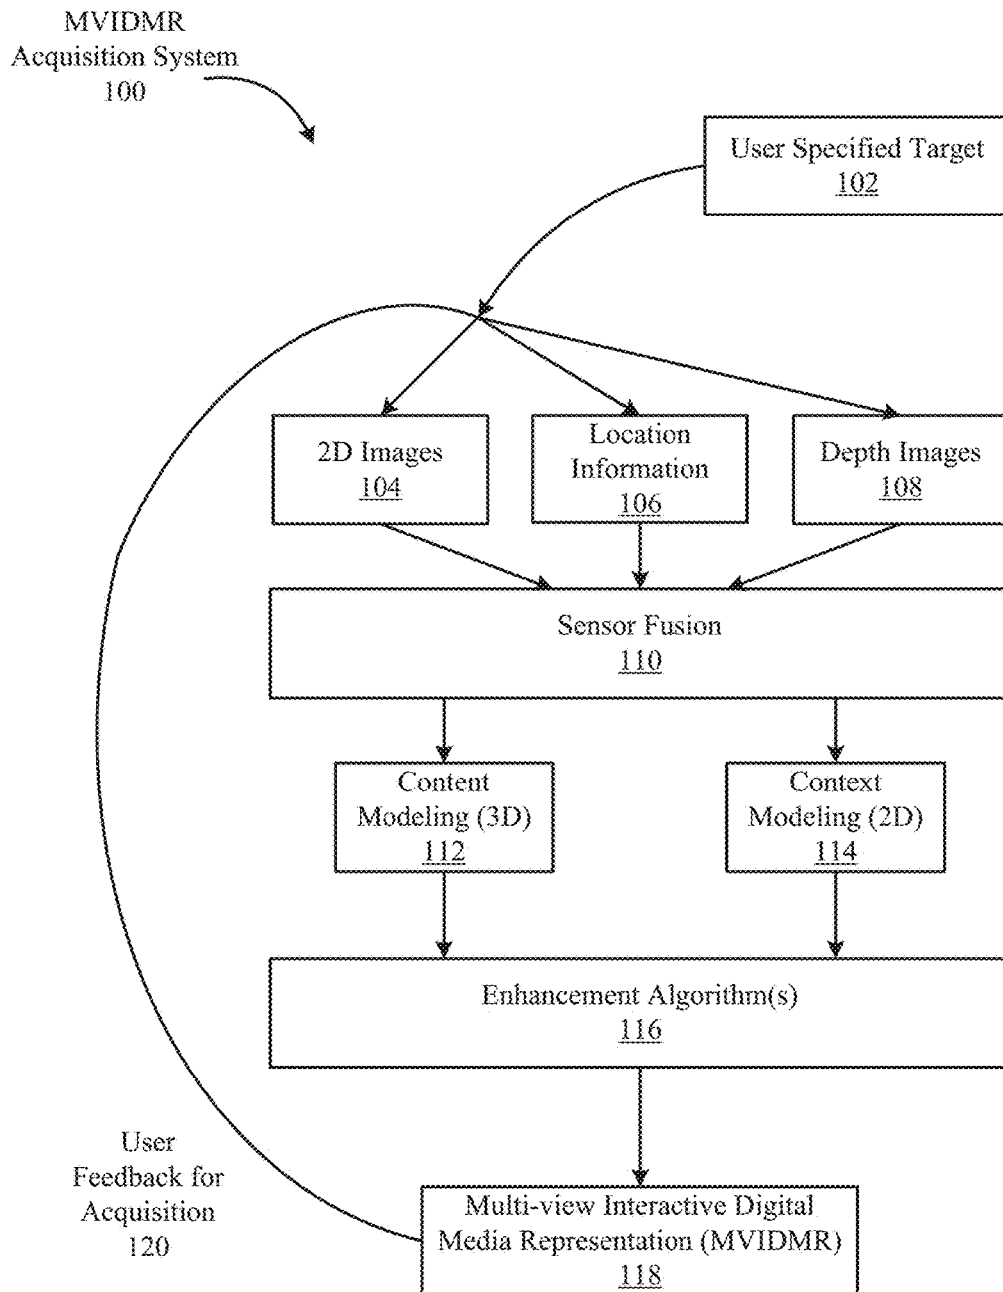 MVIDMR
Acquisition System
100
User Specified Target
102
2D Images
104
Location
Information
106
Depth Images
108
Sensor Fusion
110
Content
Modeling (3D)
112
Context
Modeling (2D)
114
Enhancement Algorithm(s)
116
User
Feedback for
Acquisition
120
Multi-view Interactive Digital
Media Representation (MVIDMR)
118